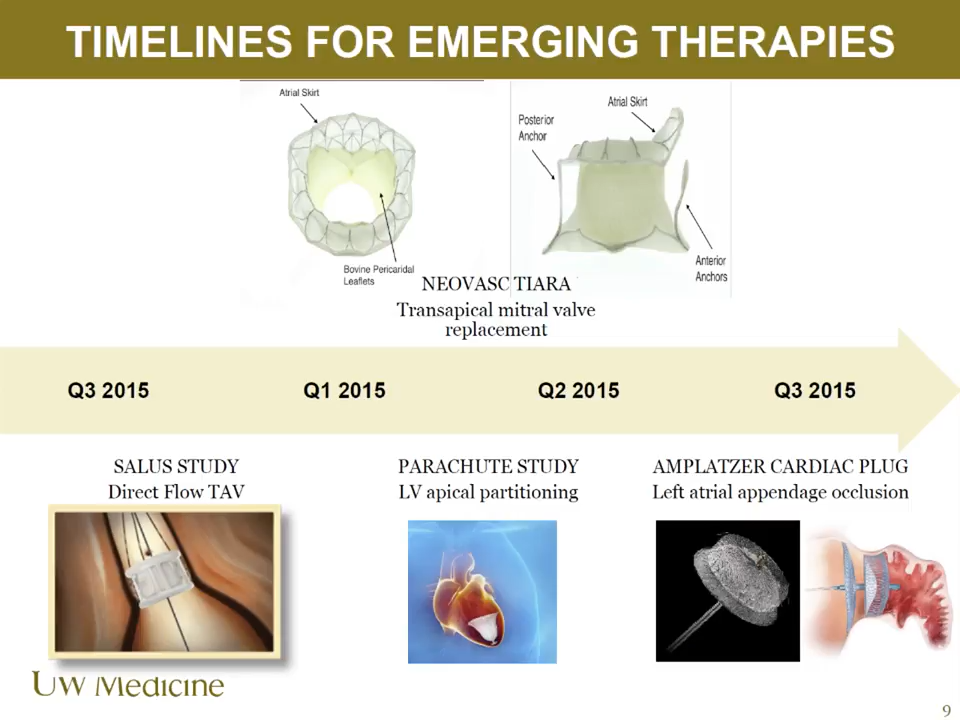 TIMELINES FOR EMERGING THERAPIES
Atrial Skirt
Bovine Pericaridal
Leaflets
Atrial Skirt
Posterior
Anchor
Anterior
Anchors
NEOVASC TIARA
Transapical mitral valve
replacement
Q3 2015
Q1 2015
Q2 2015
Q3 2015
SALUS STUDY
Direct Flow TAV
PARACHUTE STUDY
LV apical partitioning
AMPLATZER CARDIAC PLUG
Left atrial appendage occlusion
UW Medicine
9